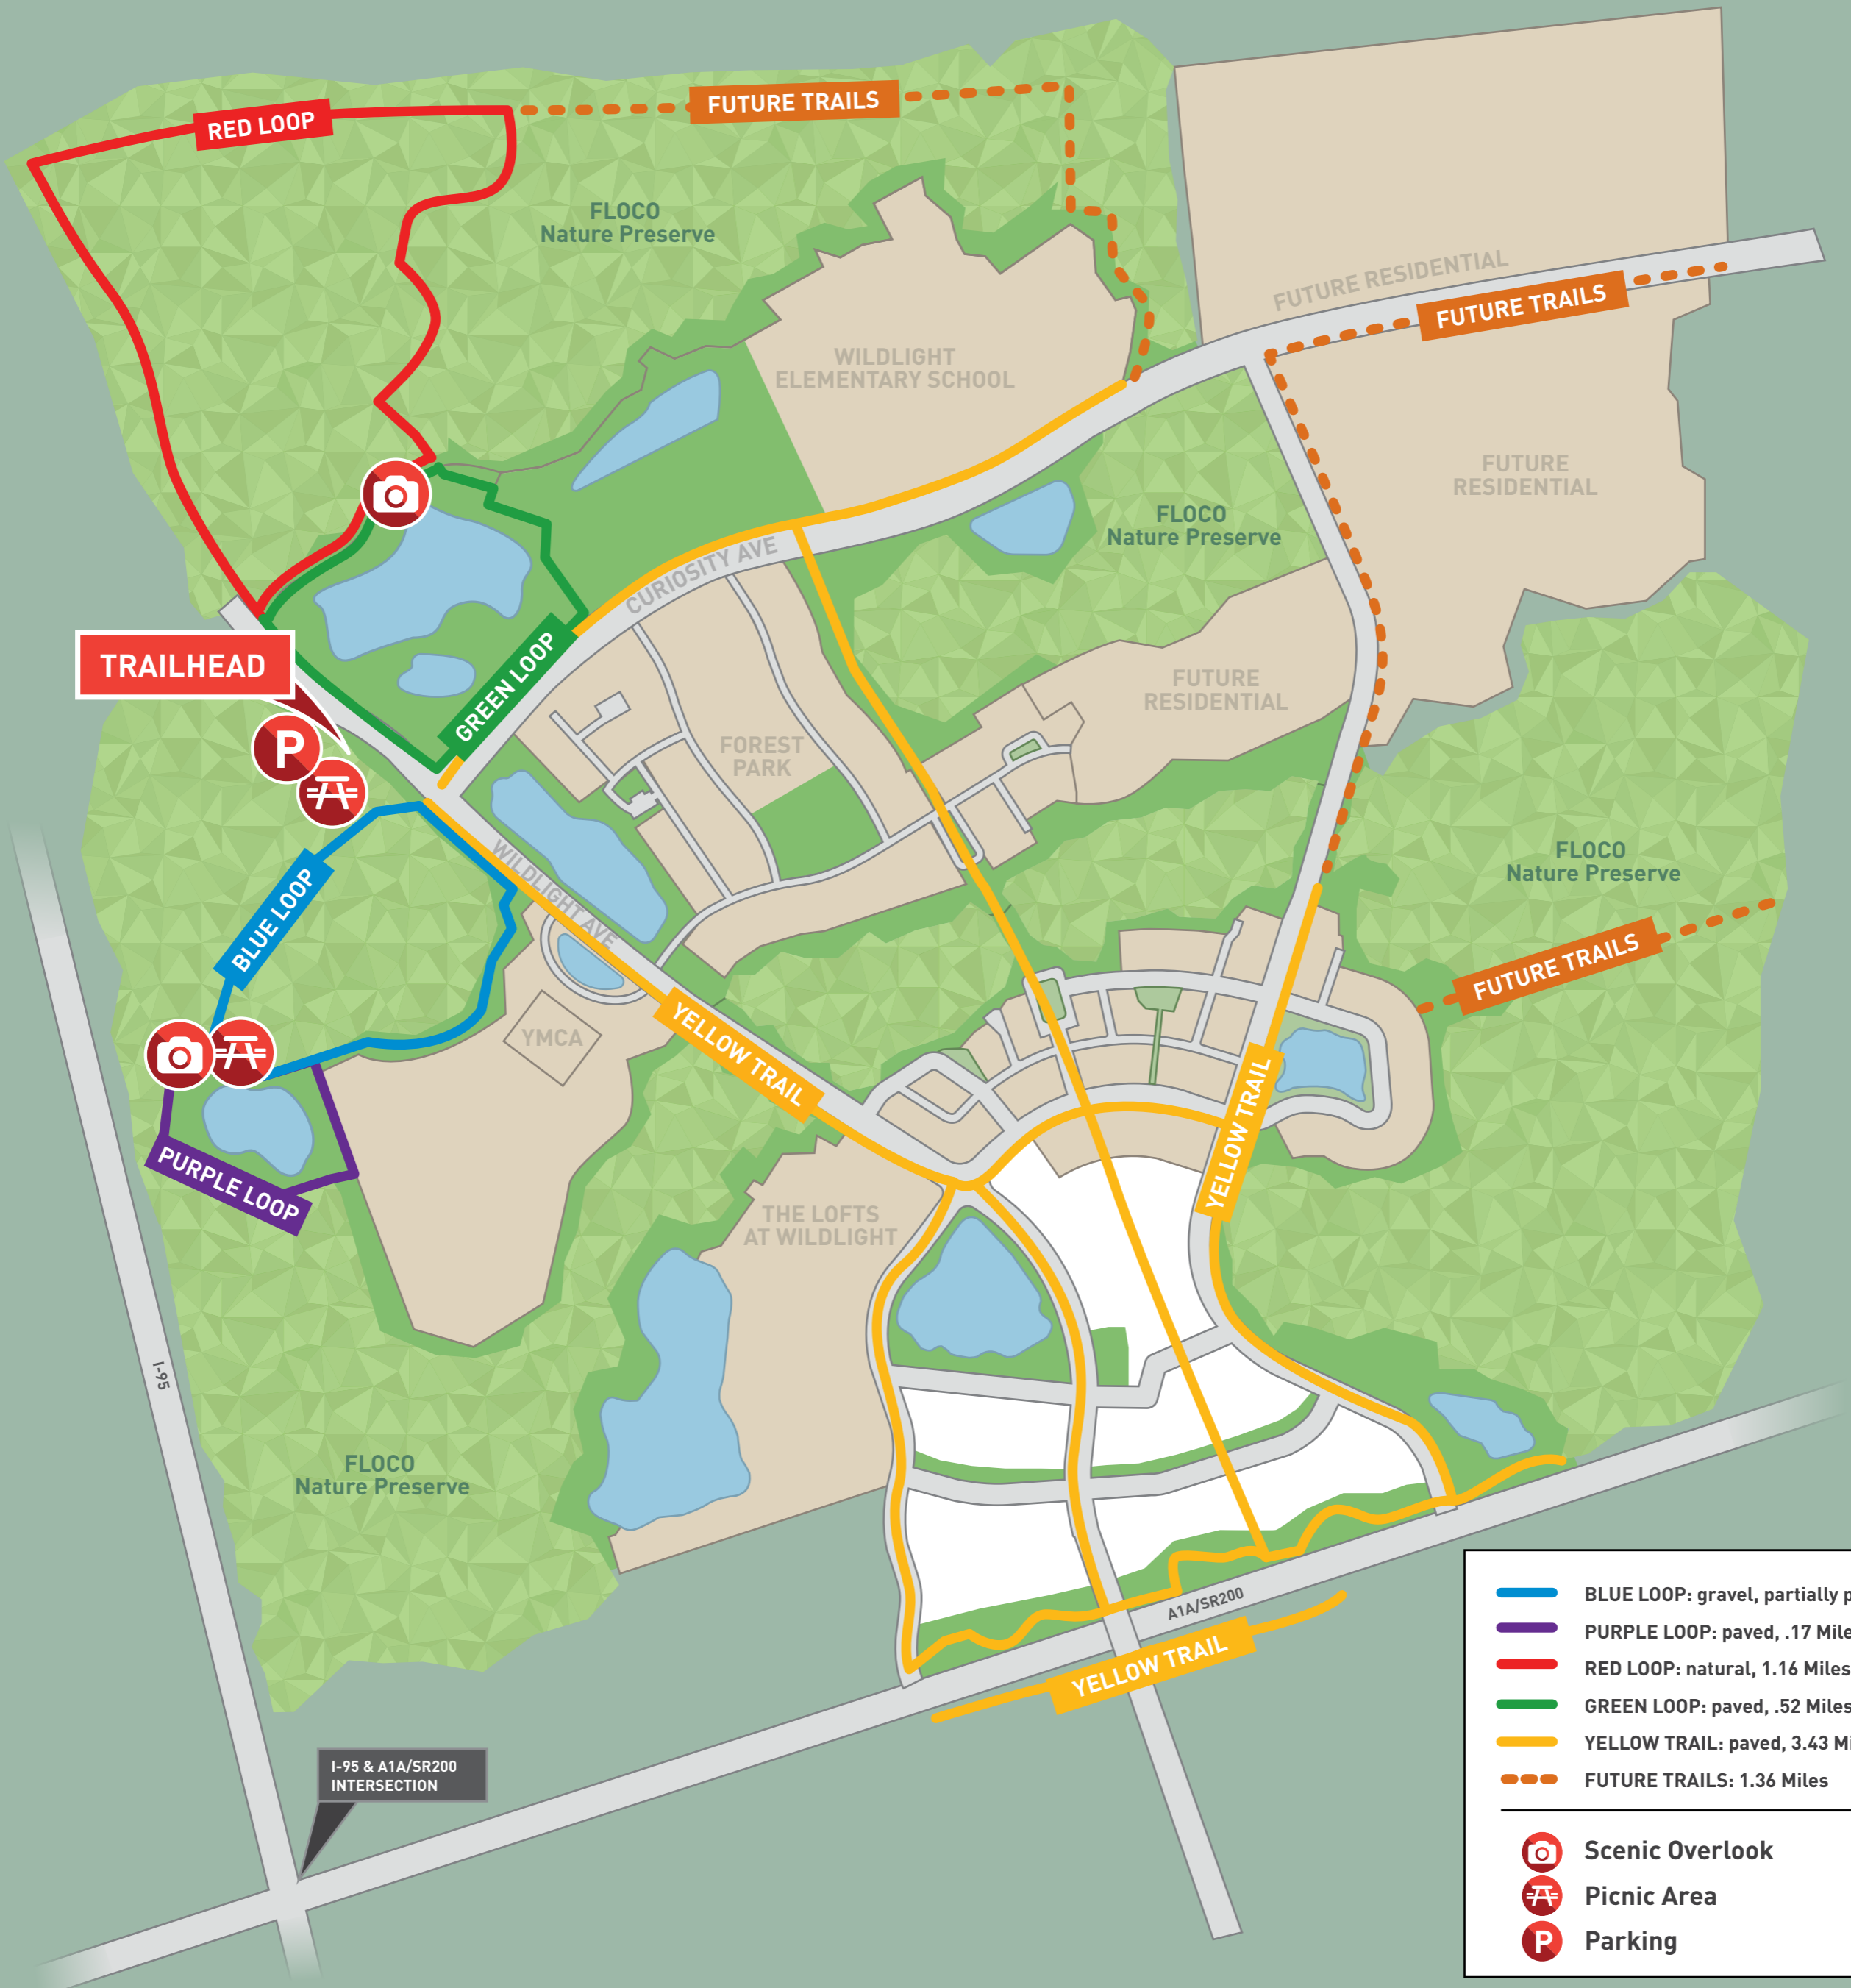 FUTURE TRAILS
RED LOOP
FLOCO
Nature Preserve
FUTURE RESIDENTIAL
FUTURE TRAILS
WILDLIGHT
ELEMENTARY SCHOOL
FUTURE
RESIDENTIAL
FLOCO
Nature Preserve
CURIOSITY AVE
TRAILHEAD
GREEN LOOP
FUTURE
RESIDENTIAL
P
FOREST
PARK
FLOCO
Nature Preserve
WILDLIGHT AVE
BLUE LOOP
FUTURE TRAILS
YMCA
YELLOW TRAIL
YELLOW TRAIL
PURPLE LOOP
THE LOFTS
AT WILDLIGHT
I-95
FLOCO
Nature Preserve
A1A/SR200
YELLOW TRAIL
I-95 & A1A/SR200
INTERSECTION
BLUE LOOP: gravel, partially p
PURPLE LOOP: paved, .17 Mile
RED LOOP: natural, 1.16 Miles
GREEN LOOP: paved, .52 Miles
YELLOW TRAIL: paved, 3.43 Mi
FUTURE TRAILS: 1.36 Miles
Scenic Overlook
Picnic Area
P Parking